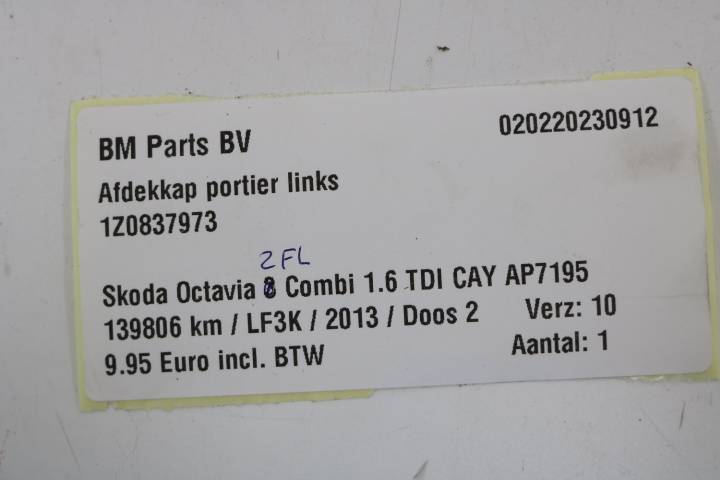 BM Parts BV 020220230912
Afdekkap portier links
1Z0837973
2FL
Skoda Octavia Combi 1.6 TDI CAY AP7195
139806 km / LF3K / 2013 / Doos 2 Verz: 10
9.95 Euro incl. BTW Aantal: 1